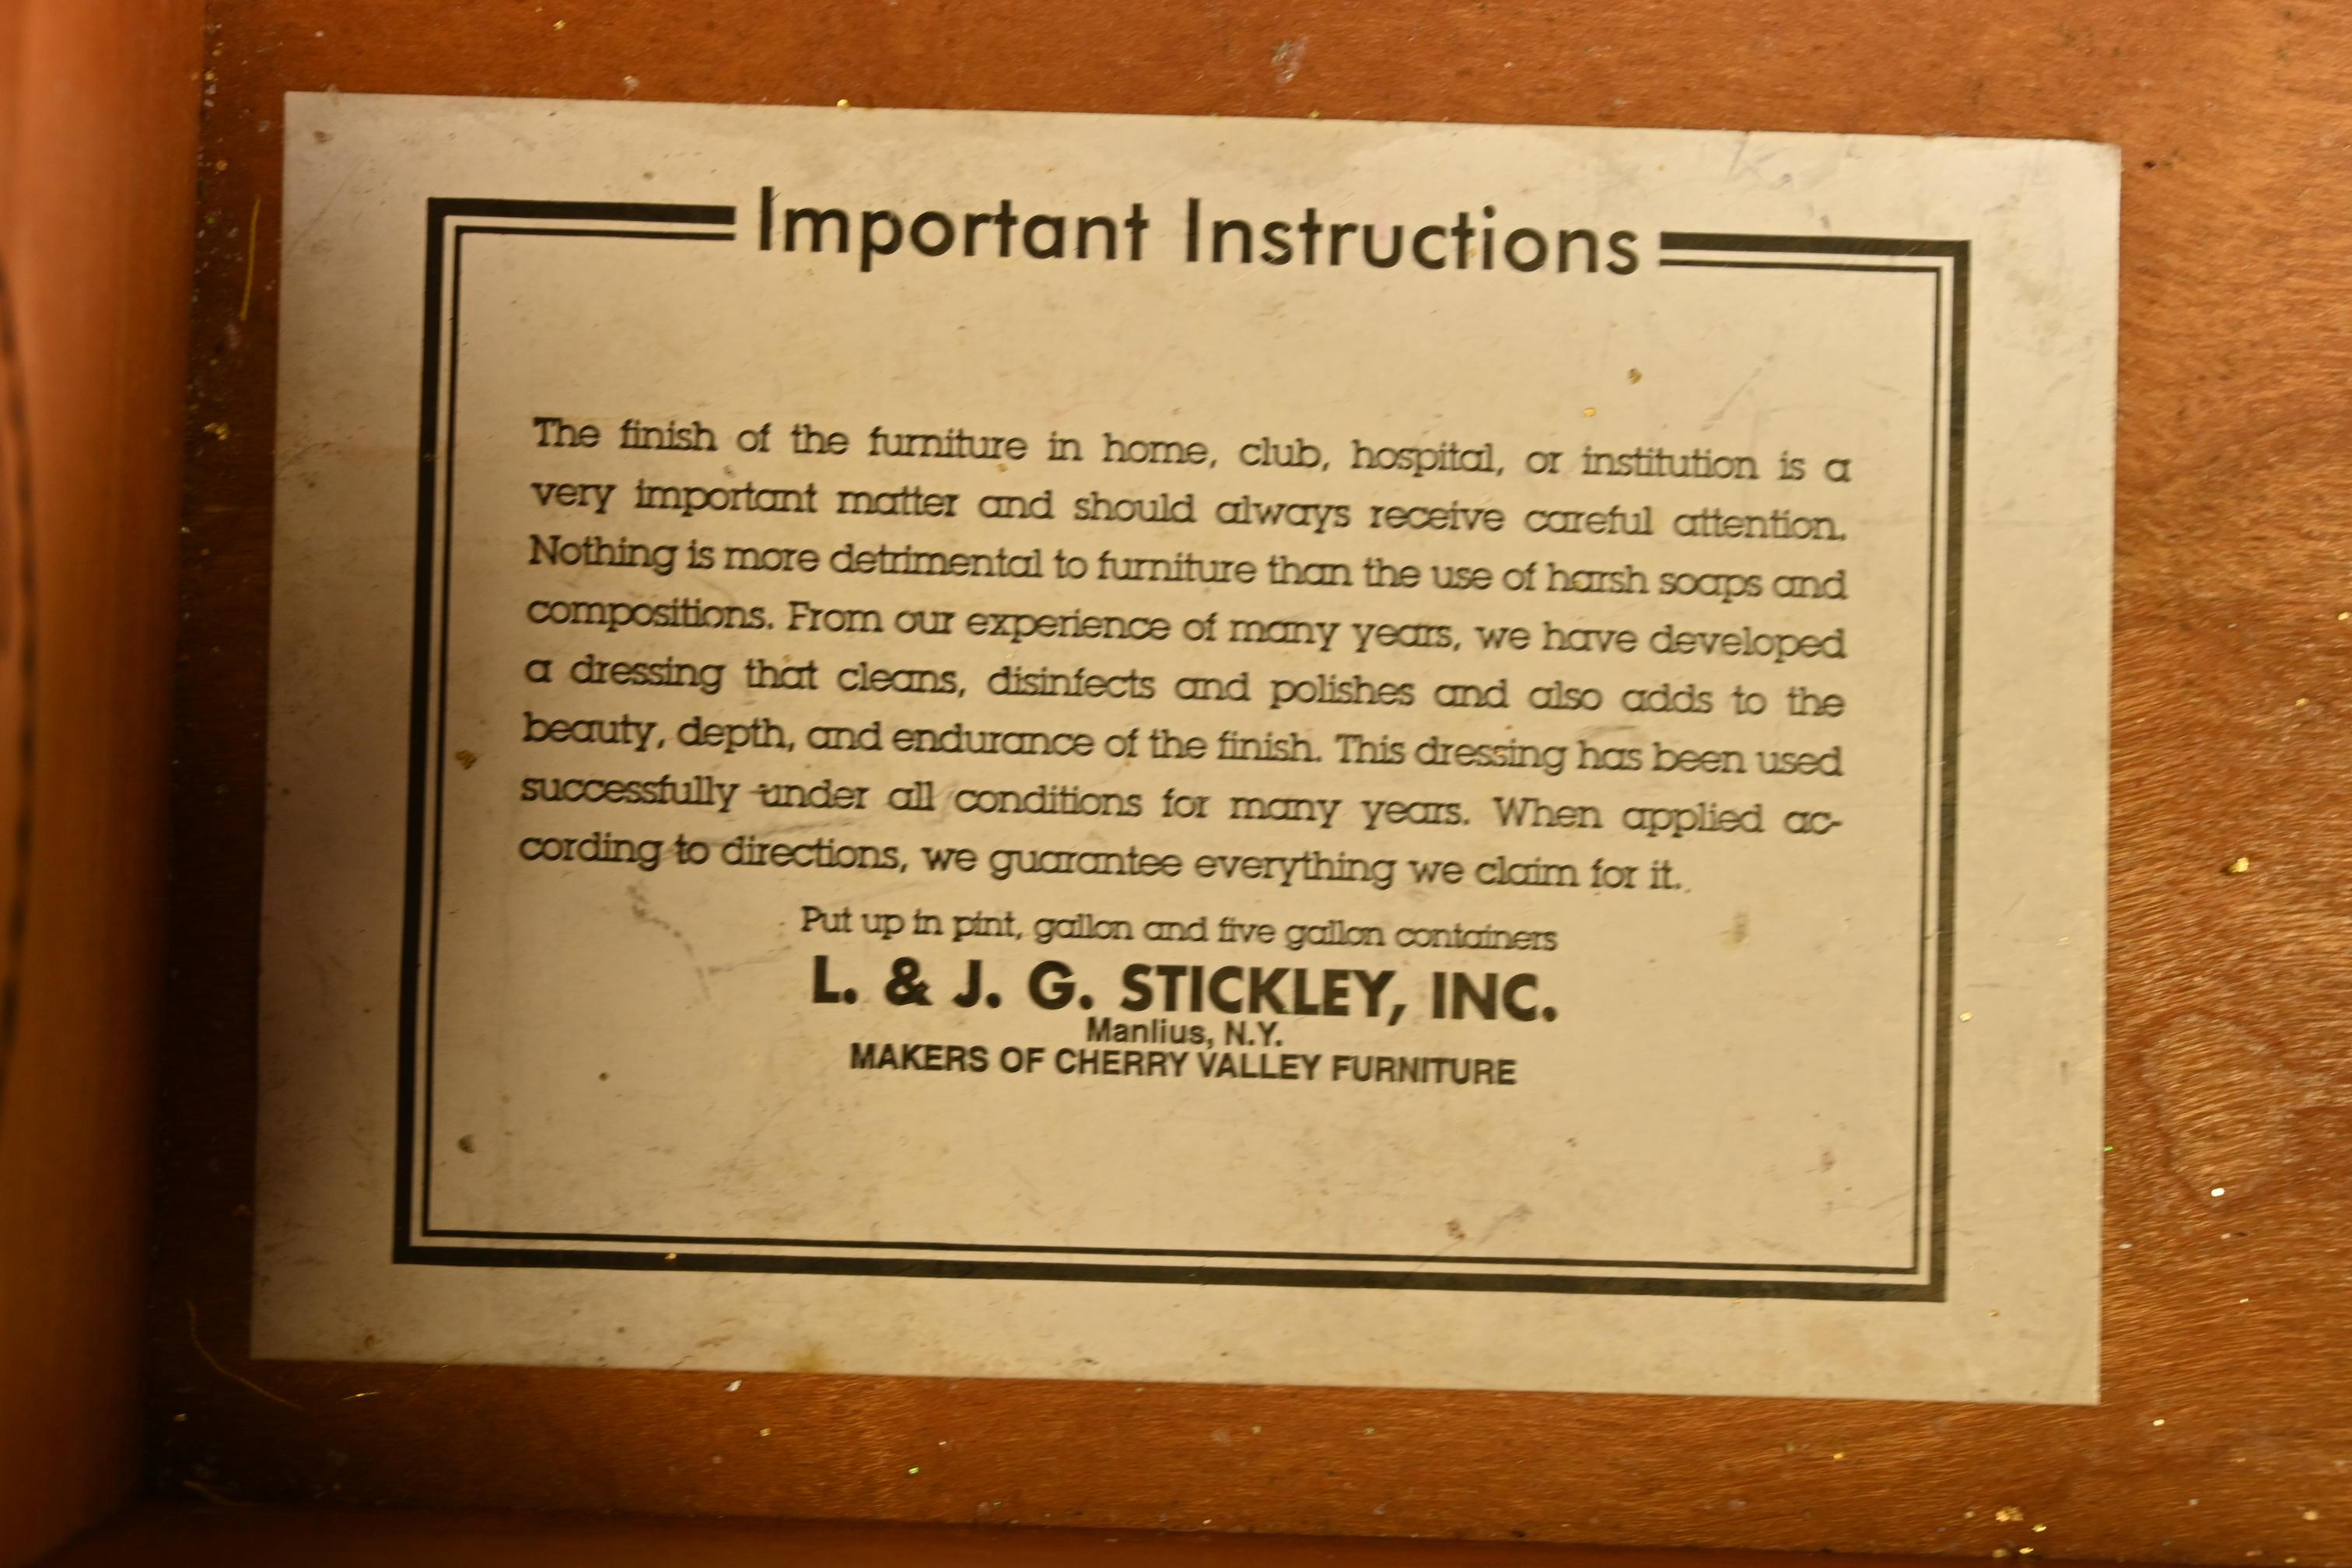 Important Instructions
The finish of the furniture in home, club, hospital, or institution is a
very important matter and should always receive careful attention.
Nothing is more detrimental to furniture than the use of harsh soaps and
compositions. From our experience of many years, we have developed
a dressing that cleans, disinfects and polishes and also adds to the
beauty, depth, and endurance of the finish. This dressing has been used
successfully under all conditions for many years. When applied ac-
cording to directions, we guarantee everything we claim for it.
Put up in pint, gallon and five gallon containers
L. & J. G. STICKLEY, INC.
Manlius, N.Y.
MAKERS OF CHERRY VALLEY FURNITURE